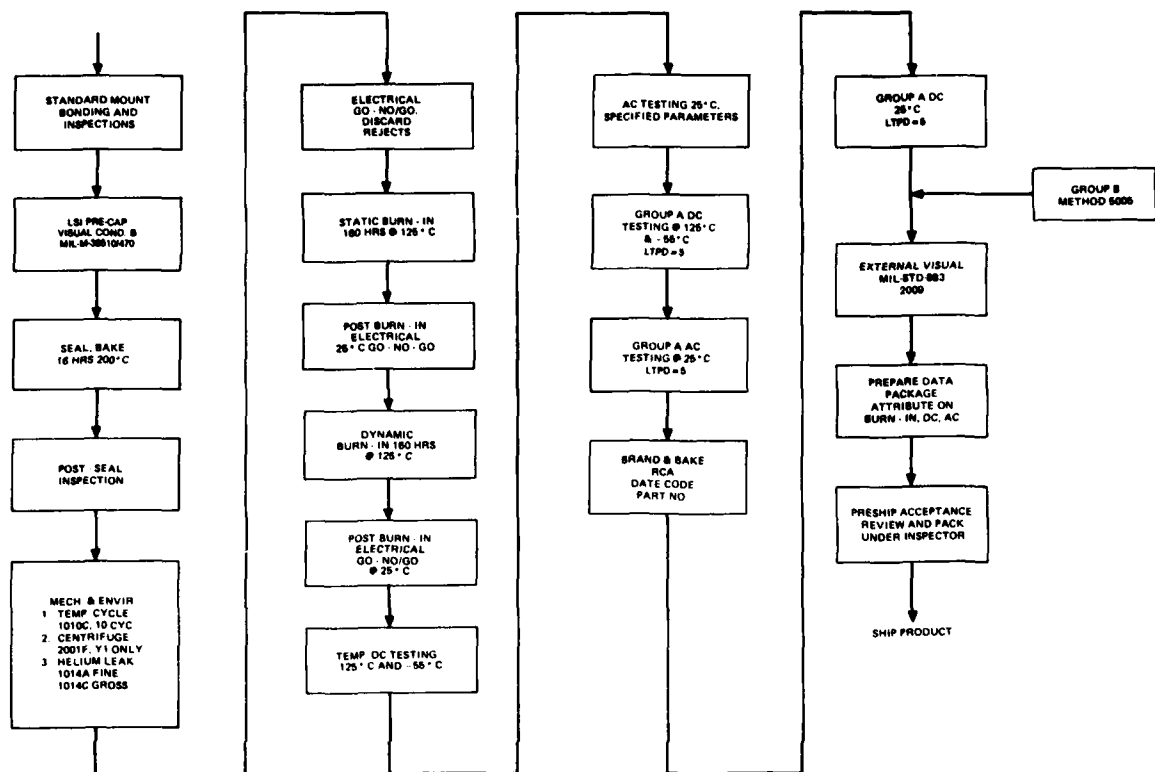 STANDARD MOUNT
BONDING AND
INSPECTIONS
LSI PRE-CAP
VISUAL COND. B
MIL-M-38510/470
SEAL, BAKE
16 HRS 200°C
POST - SEAL
INSPECTION
MECH & ENVIR
1 TEMP CYCLE
1010C, 10 CYC
2. CENTRIFUGE
2001F, Y1 ONLY
3 HELIUM LEAK
1014A FINE
1014C GROSS
ELECTRICAL
GO - NO/GO,
DISCARD
REJECTS
STATIC BURN - IN
160 HRS @ 125°C
POST BURN - IN
ELECTRICAL
25°C GO - NO - GO
DYNAMIC
BURN - IN 160 HRS
@ 125°C
POST BURN - IN
ELECTRICAL
GO - NO/GO
@ 25°C
TEMP DC TESTING
125°C AND -55°C
AC TESTING 25°C,
SPECIFIED PARAMETERS
GROUP A DC
TESTING @ 125°C
& -55°C
LTPD = 5
GROUP A AC
TESTING @ 25°C
LTPD = 5
BRAND & BAKE
RCA
DATE CODE
PART NO
GROUP A DC
25°C
LTPD = 5
GROUP B
METHOD 5005
EXTERNAL VISUAL
MIL-STD-883
2009
PREPARE DATA
PACKAGE
ATTRIBUTE ON
BURN - IN, DC, AC
PRESHIP ACCEPTANCE
REVIEW AND PACK
UNDER INSPECTOR
SHIP PRODUCT